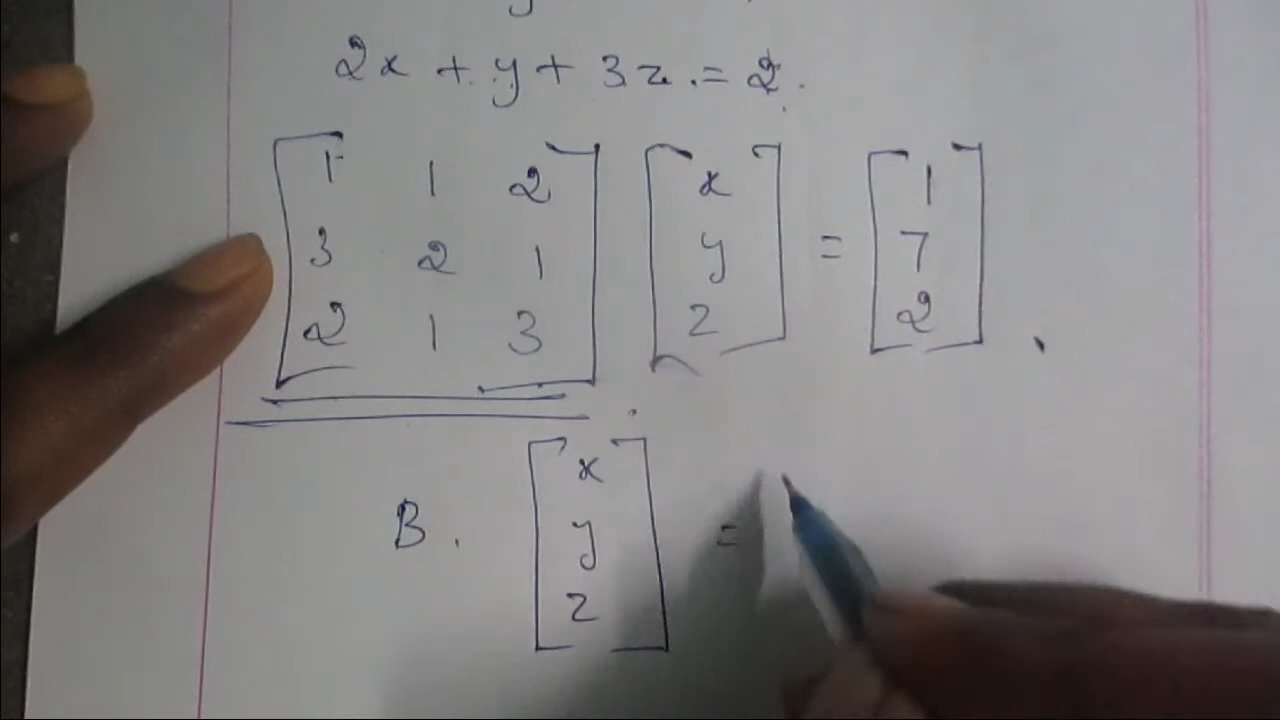 2x + y + 3z = 2.
[1 1 2] [x] = [1]
[3 2 1] [y] [7]
[2 1 3] [z] [2]
B. [x] =
[y]
[z]